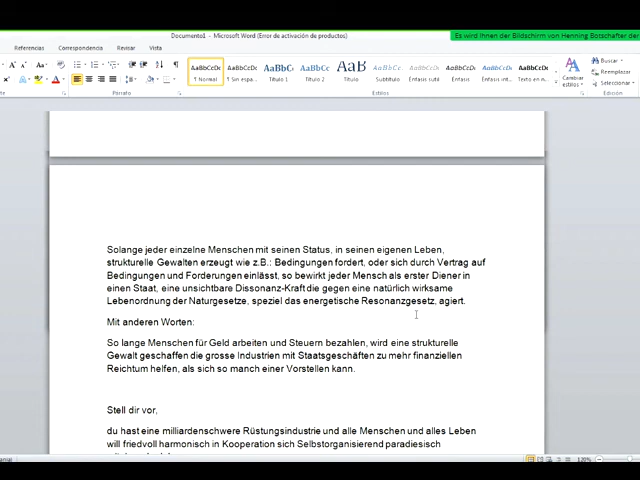 Documento1 - Microsoft Word (Error de activación de productos)
Es wird Ihnen der Bildschirm von Henning Botschafter der
Referencias Correspondencia Revisar Vista
AaBbCcDc AaBbCcDc AaBbC AaBbCc AaB AaBbCc AaBbCcDc AaBbCcDc AaBbCcDc AaBbCcDc
¶ Normal ¶ Sin espa... Título 1 Título 2 Título Subtítulo Énfasis sutil Énfasis Énfasis int... Texto en n...
Cambiar estilos
Buscar
Reemplazar
Seleccionar
Párrafo Estilos Edición
Solange jeder einzelne Menschen mit seinen Status, in seinen eigenen Leben,
strukturelle Gewalten erzeugt wie z.B.: Bedingungen fordert, oder sich durch Vertrag auf
Bedingungen und Forderungen einlässt, so bewirkt jeder Mensch als erster Diener in
einen Staat, eine unsichtbare Dissonanz-Kraft die gegen eine natürlich wirksame
Lebenordnung der Naturgesetze, speziel das energetische Resonanzgesetz, agiert.
Mit anderen Worten:
So lange Menschen für Geld arbeiten und Steuern bezahlen, wird eine strukturelle
Gewalt geschaffen die grosse Industrien mit Staatsgeschäften zu mehr finanziellen
Reichtum helfen, als sich so manch einer Vorstellen kann.
Stell dir vor,
du hast eine milliardenschwere Rüstungsindustrie und alle Menschen und alles Leben
will friedvoll harmonisch in Kooperation sich Selbstorganisierend paradiesisch
120%